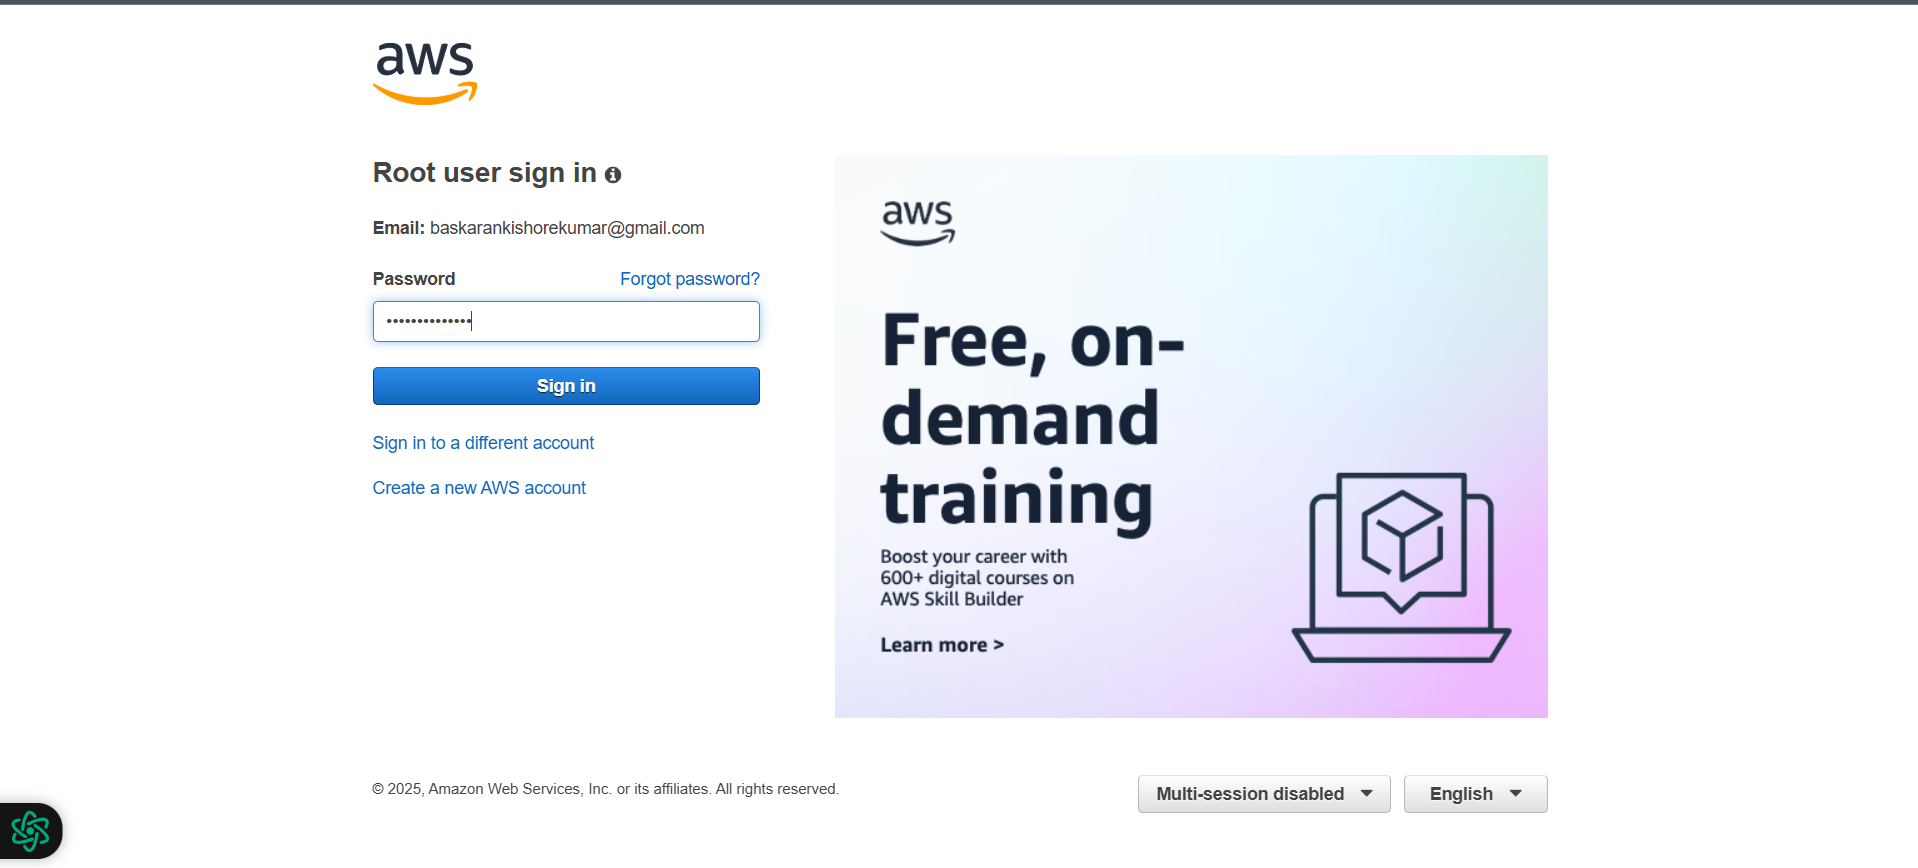 aws
Root user sign in
Email: baskarankishorekumar@gmail.com
Password
Forgot password?
••••••••••••••
Sign in
Sign in to a different account
Create a new AWS account
aws
Free, on-
demand
training
Boost your career with
600+ digital courses on
AWS Skill Builder
Learn more >
© 2025, Amazon Web Services, Inc. or its affiliates. All rights reserved.
Multi-session disabled
English